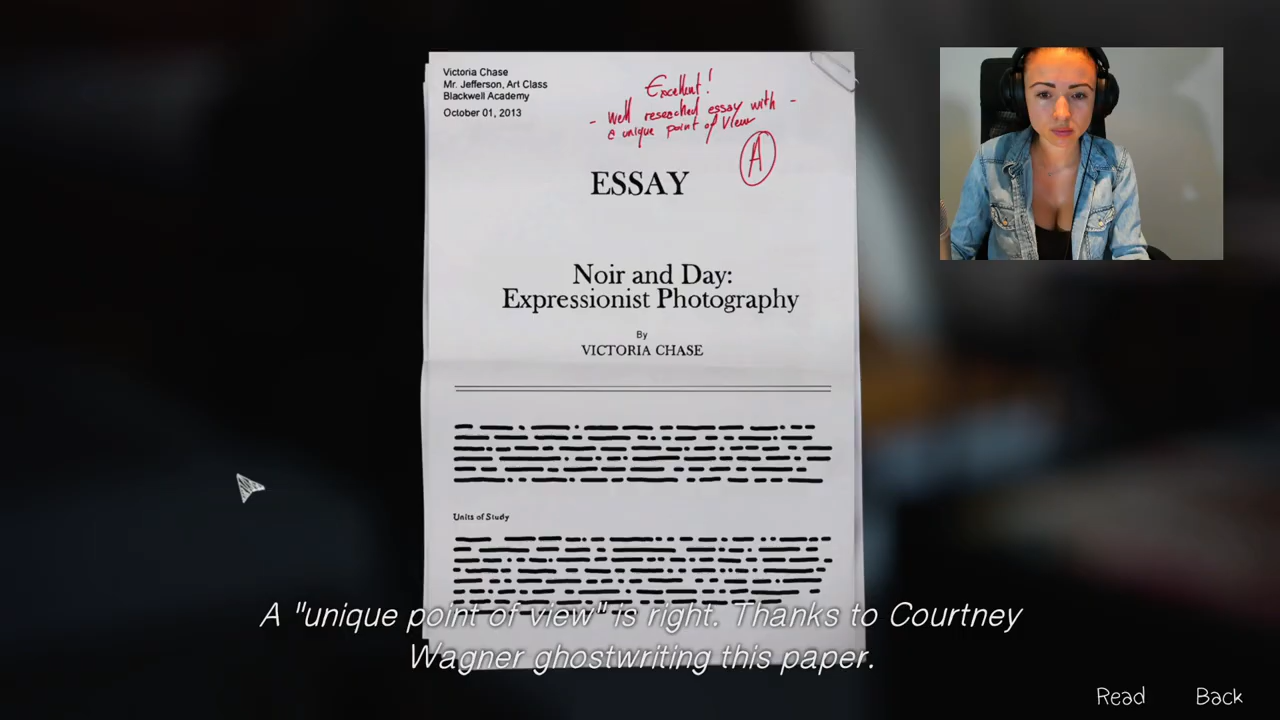 Victoria Chase
Mr. Jefferson, Art Class
Blackwell Academy
October 01, 2013
Excellent!
- Well reseached essay with -
a unique point of View
A
ESSAY
Noir and Day:
Expressionist Photography
By
VICTORIA CHASE
Units of Study
A "unique point of view" is right. Thanks to Courtney
Wagner ghostwriting this paper.
Read Back